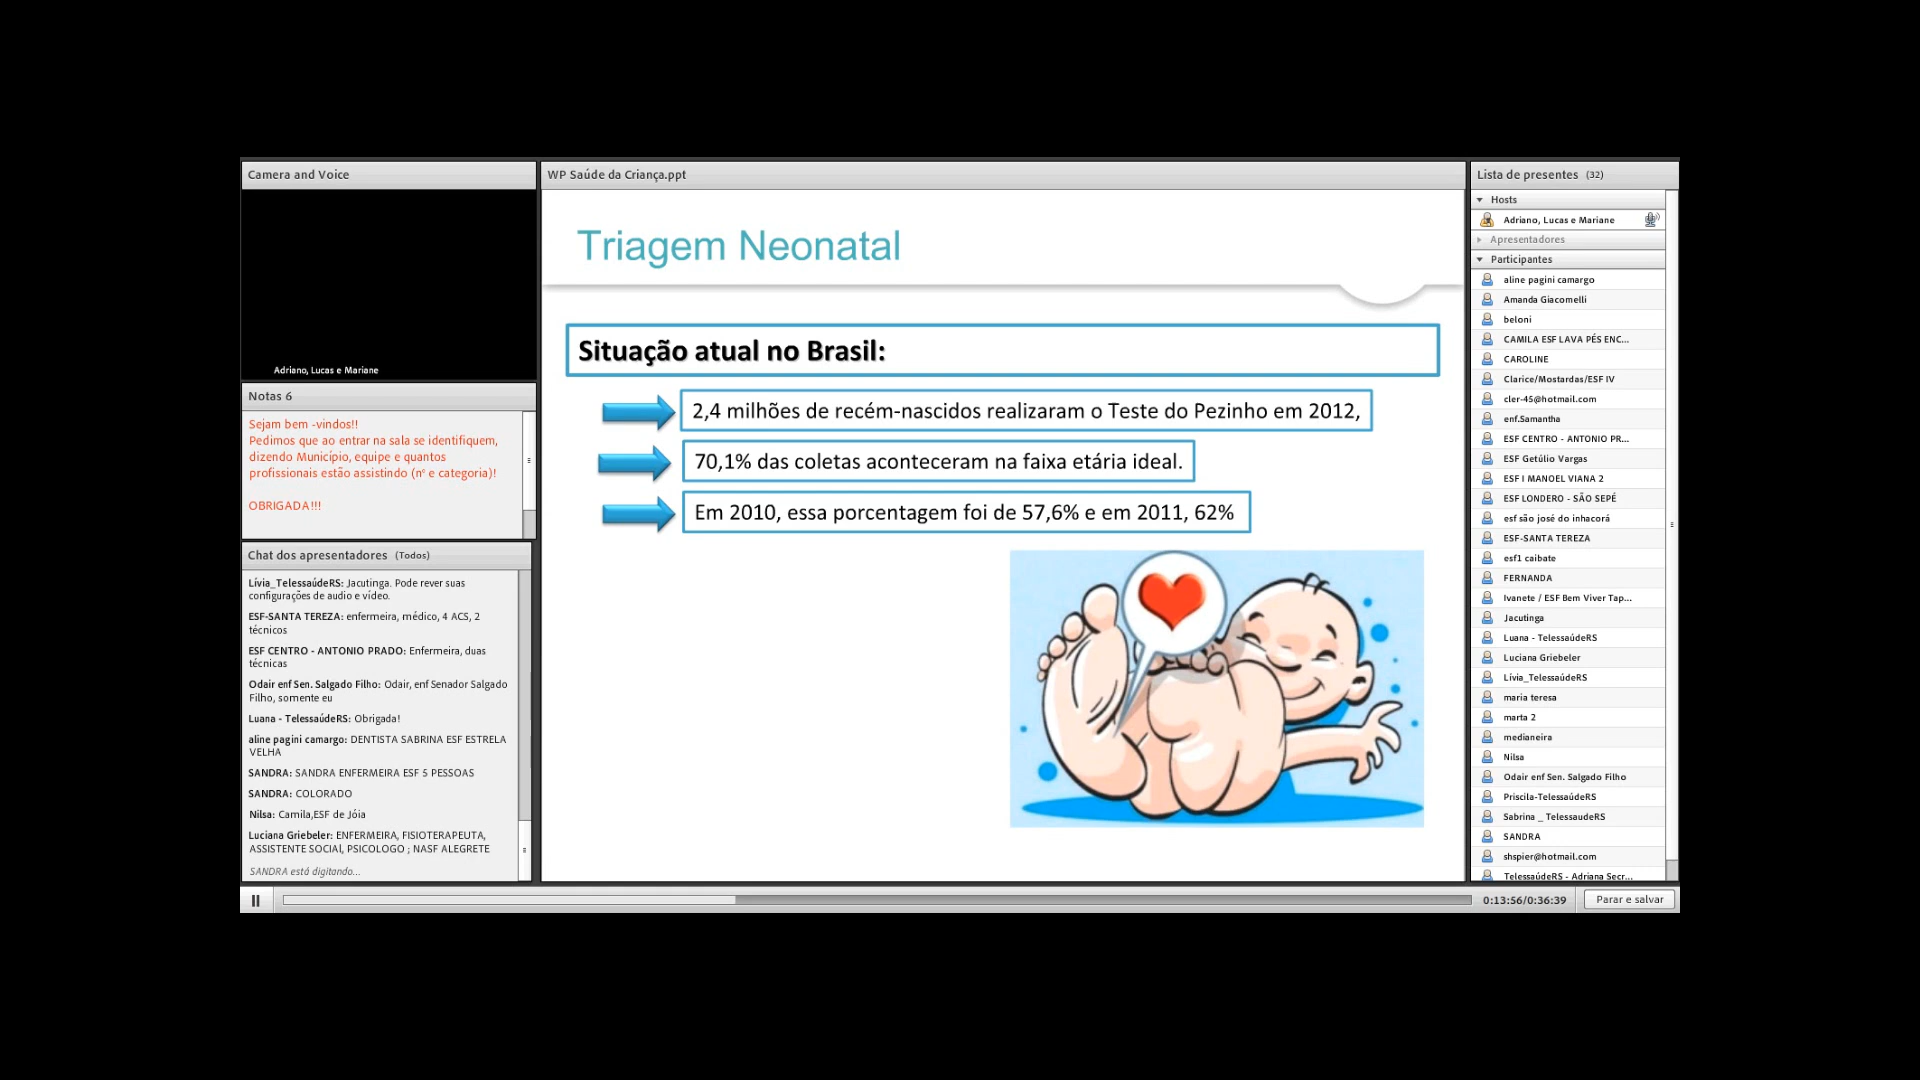 Camera and Voice
Adriano, Lucas e Mariane
Notas 6
Sejam bem -vindos!!
Pedimos que ao entrar na sala se identifiquem,
dizendo Município, equipe e quantos
profissionais estão assistindo (nº e categoria)!
OBRIGADA!!!
Chat dos apresentadores (Todos)
Lívia_TelessaúdeRS: Jacutinga. Pode rever suas
configurações de audio e vídeo.
ESF-SANTA TEREZA: enfermeira, médico, 4 ACS, 2
técnicos
ESF CENTRO - ANTONIO PRADO: Enfermeira, duas
técnicas
Odair enf Sen. Salgado Filho: Odair, enf Senador Salgado
Filho, somente eu
Luana - TelessaúdeRS: Obrigada!
aline pagini camargo: DENTISTA SABRINA ESF ESTRELA
VELHA
SANDRA: SANDRA ENFERMEIRA ESF 5 PESSOAS
SANDRA: COLORADO
Nilsa: Camila,ESF de Jóia
Luciana Griebeler: ENFERMEIRA, FISIOTERAPEUTA,
ASSISTENTE SOCIAL, PSICOLOGO ; NASF ALEGRETE
SANDRA está digitando...
WP Saúde da Criança.ppt
Triagem Neonatal
Situação atual no Brasil:
2,4 milhões de recém-nascidos realizaram o Teste do Pezinho em 2012,
70,1% das coletas aconteceram na faixa etária ideal.
Em 2010, essa porcentagem foi de 57,6% e em 2011, 62%
Lista de presentes (32)
Hosts
Adriano, Lucas e Mariane
Apresentadores
Participantes
aline pagini camargo
Amanda Giacomelli
beloni
CAMILA ESF LAVA PÉS ENC...
CAROLINE
Clarice/Mostardas/ESF IV
cler-45@hotmail.com
enf.Samantha
ESF CENTRO - ANTONIO PR...
ESF Getúlio Vargas
ESF I MANOEL VIANA 2
ESF LONDERO - SÃO SEPÉ
esf são josé do inhacorá
ESF-SANTA TEREZA
esf1 caibate
FERNANDA
Ivanete / ESF Bem Viver Tap...
Jacutinga
Luana - TelessaúdeRS
Luciana Griebeler
Lívia_TelessaúdeRS
maria teresa
marta 2
medianeira
Nilsa
Odair enf Sen. Salgado Filho
Priscila-TelessaúdeRS
Sabrina _ TelessaudeRS
SANDRA
shspier@hotmail.com
TelessaúdeRS - Adriana Secr...
0:13:56/0:36:39
Parar e salvar